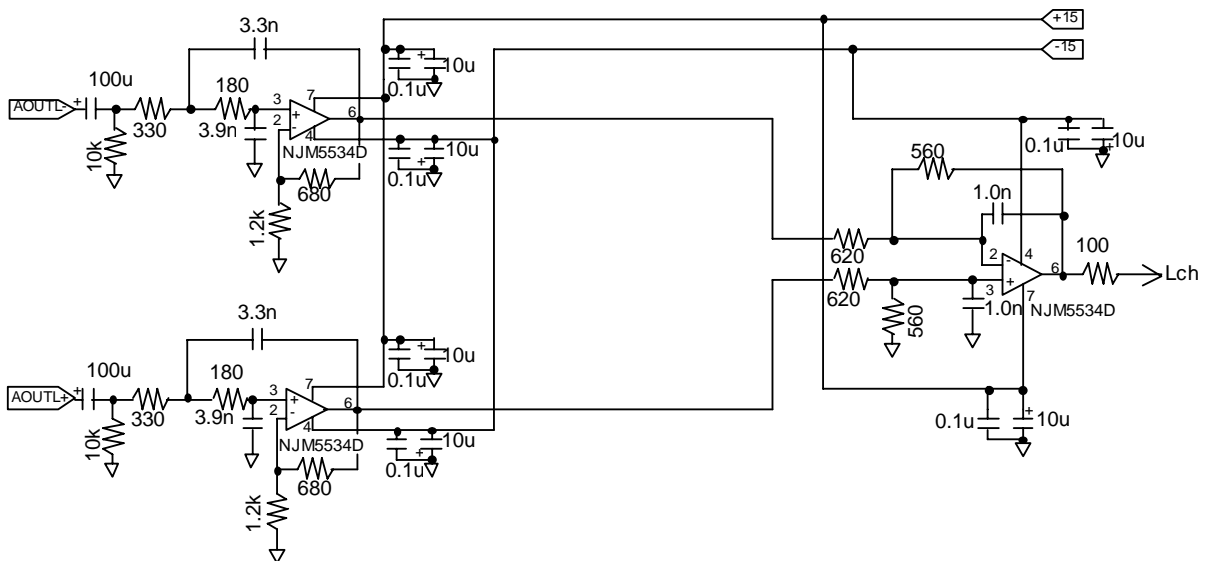 3.3n
+15
-15
100u
180
+
10u
0.1u
AOUTL-
+
3
7
+
6
2
-
4
330
3.9n
NJM5534D
10k
680
0.1u
+
10u
1.2k
0.1u
10u
+
560
1.0n
620
2
-
4
6
100
Lch
620
3
+
7
1.0n
NJM5534D
560
3.3n
+
10u
0.1u
100u
180
AOUTL+
+
3
7
+
6
2
-
4
330
3.9n
NJM5534D
10k
680
0.1u
+
10u
1.2k
0.1u
+
10u